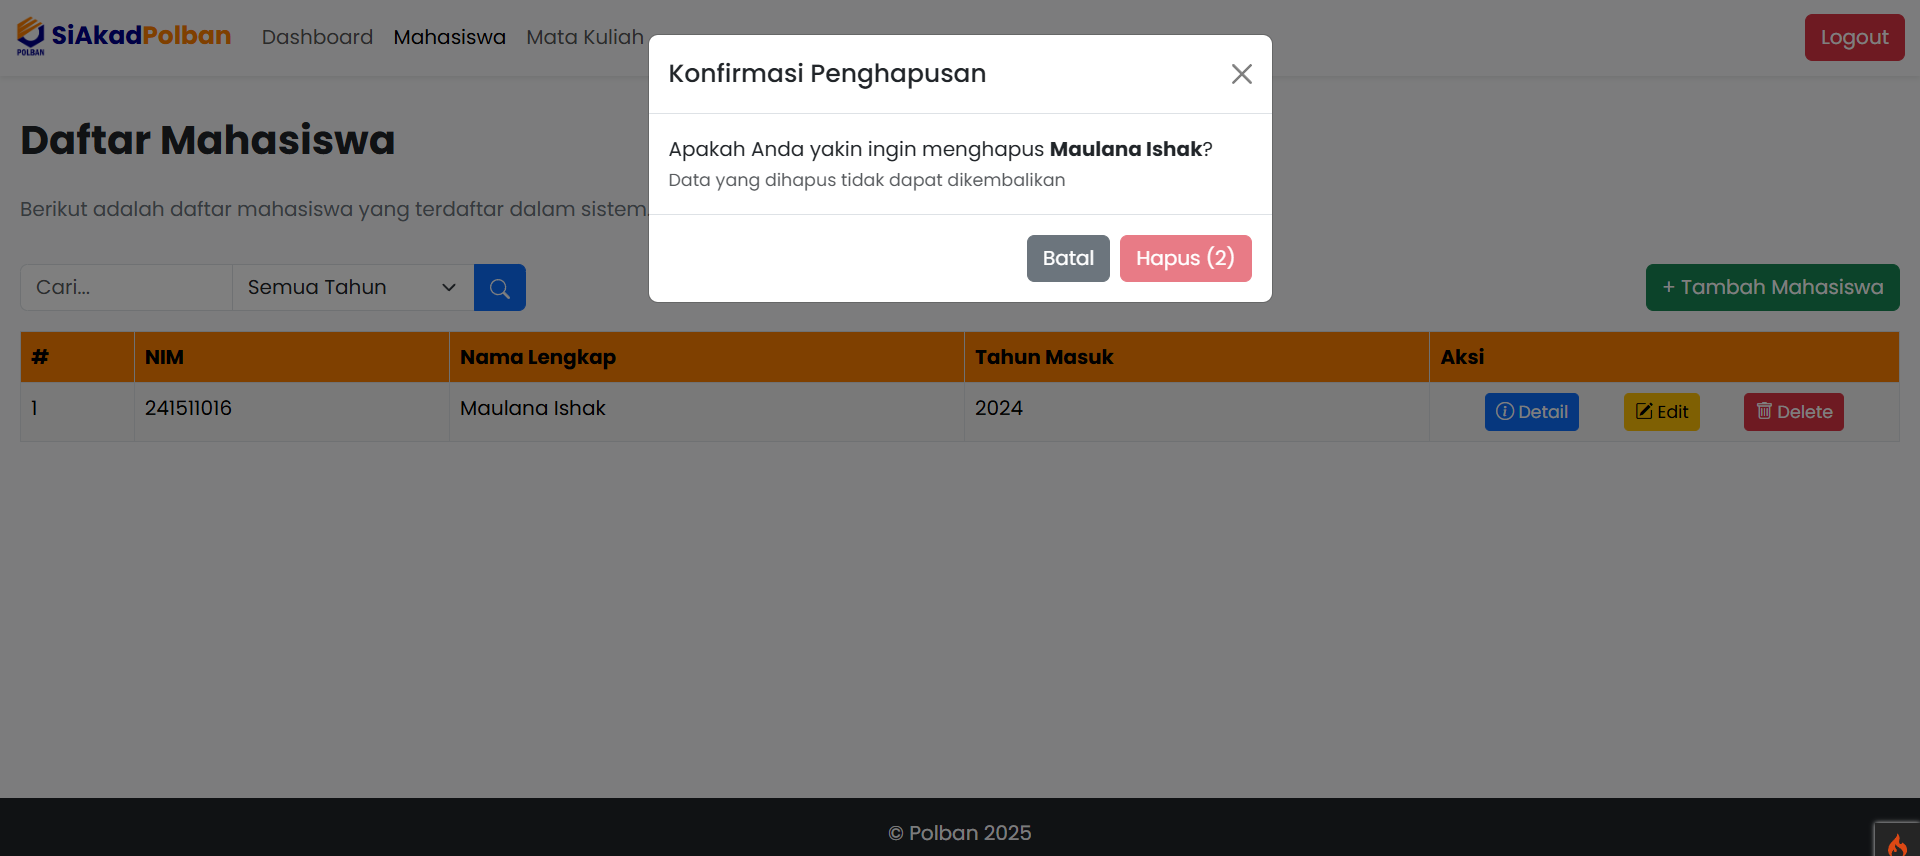 POLBAN
SiAkadPolban
Dashboard
Mahasiswa
Mata Kuliah
Logout
Konfirmasi Penghapusan
Apakah Anda yakin ingin menghapus Maulana Ishak?
Data yang dihapus tidak dapat dikembalikan
Batal
Hapus (2)
Daftar Mahasiswa
Berikut adalah daftar mahasiswa yang terdaftar dalam sistem.
Cari...
Semua Tahun
+ Tambah Mahasiswa
# NIM Nama Lengkap Tahun Masuk Aksi
1 241511016 Maulana Ishak 2024 Detail Edit Delete
© Polban 2025